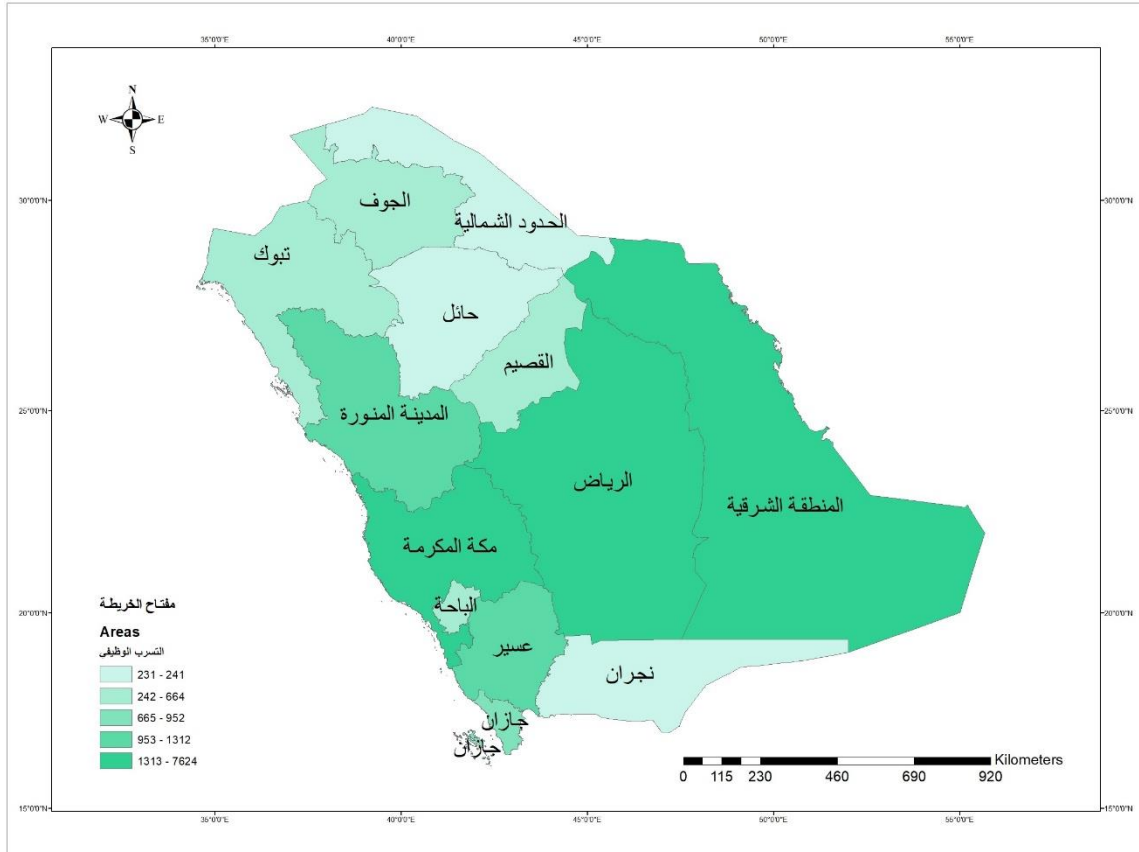 35°0'0"E 40°0'0"E 45°0'0"E 50°0'0"E 55°0'0"E
N
W E
S
30°0'0"N 30°0'0"N
الجوف
الحدود الشمالية
تبوك
حائل
القصيم
25°0'0"N 25°0'0"N
المدينة المنورة
الرياض
المنطقة الشرقية
مكة المكرمة
20°0'0"N 20°0'0"N
الباحة
عسير
نجران
جازان
جازان
مفتاح الخريطة
Areas
التسرب الوظيفى
231 - 241
242 - 664
665 - 952
953 - 1312
1313 - 7624
Kilometers
0 115 230 460 690 920
15°0'0"N 15°0'0"N
35°0'0"E 40°0'0"E 45°0'0"E 50°0'0"E 55°0'0"E